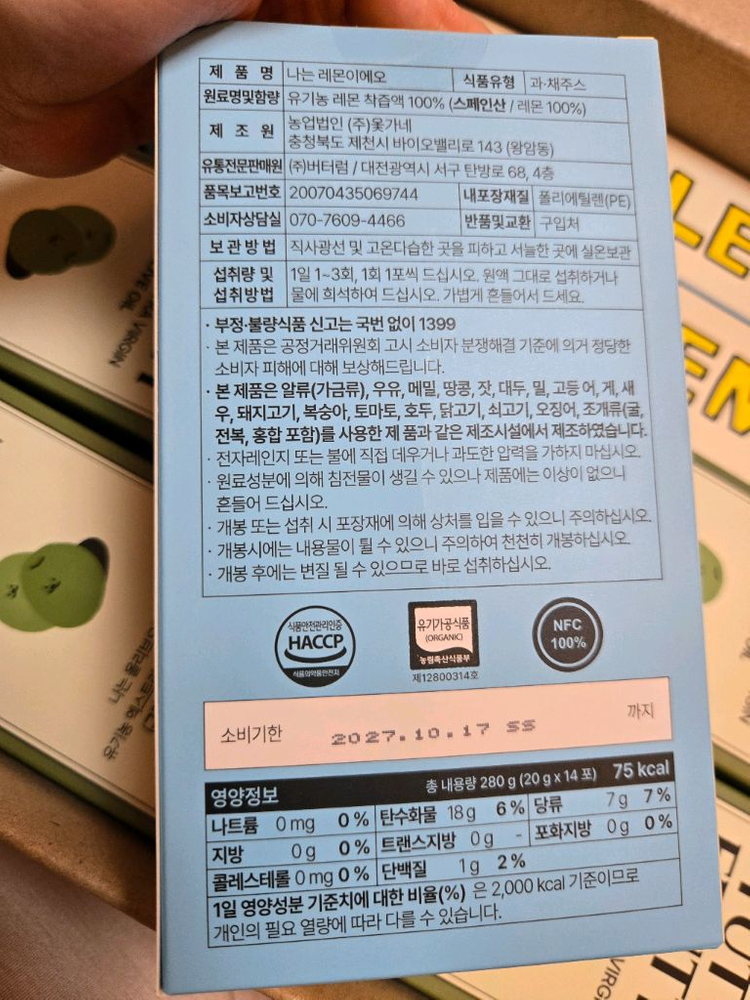 제 품 명 나는 레몬이에오 식품유형 과·채주스
원료명및함량 유기농 레몬 착즙액 100% (스페인산 / 레몬 100%)
제 조 원 농업법인 (주)옻가네
충청북도 제천시 바이오밸리로 143 (왕암동)
유통전문판매원 ㈜버터럼 / 대전광역시 서구 탄방로 68, 4층
품목보고번호 20070435069744 내포장재질 폴리에틸렌(PE)
소비자상담실 070-7609-4466 반품및교환 구입처
보 관 방 법 직사광선 및 고온다습한 곳을 피하고 서늘한 곳에 실온보관
섭취량 및 섭취방법 1일 1~3회, 1회 1포씩 드십시오. 원액 그대로 섭취하거나
물에 희석하여 드십시오. 가볍게 흔들어서 드세요.
· 부정·불량식품 신고는 국번 없이 1399
· 본 제품은 공정거래위원회 고시 소비자 분쟁해결 기준에 의거 정당한
소비자 피해에 대해 보상해드립니다.
· 본 제품은 알류(가금류), 우유, 메밀, 땅콩, 잣, 대두, 밀, 고등 어, 게, 새
우, 돼지고기, 복숭아, 토마토, 호두, 닭고기, 쇠고기, 오징어, 조개류(굴,
전복, 홍합 포함)를 사용한 제 품과 같은 제조시설에서 제조하였습니다.
· 전자레인지 또는 불에 직접 데우거나 과도한 압력을 가하지 마십시오.
· 원료성분에 의해 침전물이 생길 수 있으나 제품에는 이상이 없으니
흔들어 드십시오.
· 개봉 또는 섭취 시 포장재에 의해 상처를 입을 수 있으니 주의하십시오.
· 개봉시에는 내용물이 튈 수 있으니 주의하여 천천히 개봉하십시오.
· 개봉 후에는 변질 될 수 있으므로 바로 섭취하십시오.
식품안전관리인증
HACCP
식품의약품안전처
유기가공식품
(ORGANIC)
농림축산식품부
제12800314호
NFC
100%
소비기한 2027.10.17 SS 까지
영양정보 총 내용량 280 g (20 g x 14 포) 75 kcal
나트륨 0 mg 0 % 탄수화물 18 g 6 % 당류 7 g 7 %
지방 0 g 0 % 트랜스지방 0 g - 포화지방 0 g 0 %
콜레스테롤 0 mg 0 % 단백질 1 g 2 %
1일 영양성분 기준치에 대한 비율(%) 은 2,000 kcal 기준이므로
개인의 필요 열량에 따라 다를 수 있습니다.
VIRGIN
OIL
LE
EM